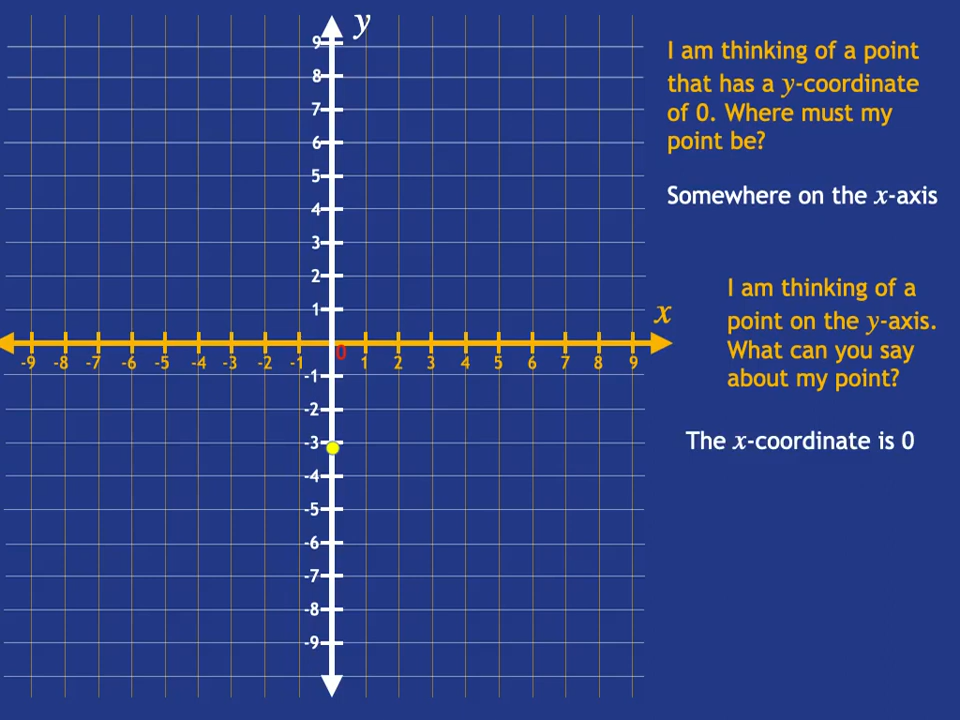 y
9
8
7
6
5
4
3
2
1
x
0
-9 -8 -7 -6 -5 -4 -3 -2 -1 1 2 3 4 5 6 7 8 9
-1
-2
-3
-4
-5
-6
-7
-8
-9
I am thinking of a point
that has a y-coordinate
of 0. Where must my
point be?
Somewhere on the x-axis
I am thinking of a
point on the y-axis.
What can you say
about my point?
The x-coordinate is 0